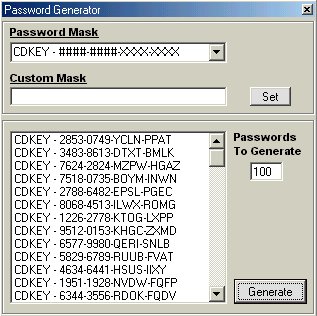 Password Generator
Password Mask
CDKEY - ####-####-XXXX-XXXX
Custom Mask
Set
CDKEY - 2853-0749-YCLN-PPAT
CDKEY - 3483-8613-DTXT-BMLK
CDKEY - 7624-2824-MZPW-HGAZ
CDKEY - 7518-0735-BOYM-INWN
CDKEY - 2788-6482-EPSL-PGEC
CDKEY - 8068-4513-ILWX-ROMG
CDKEY - 1226-2778-KTOG-LXPP
CDKEY - 9512-0153-KHGC-ZXMD
CDKEY - 6577-9980-QERI-SNLB
CDKEY - 5829-6789-RUUB-FVAT
CDKEY - 4634-6441-HSUS-IIXY
CDKEY - 1951-1928-NVDW-FQFP
CDKEY - 6344-3556-RDOK-FQDV
Passwords
To Generate
100
Generate